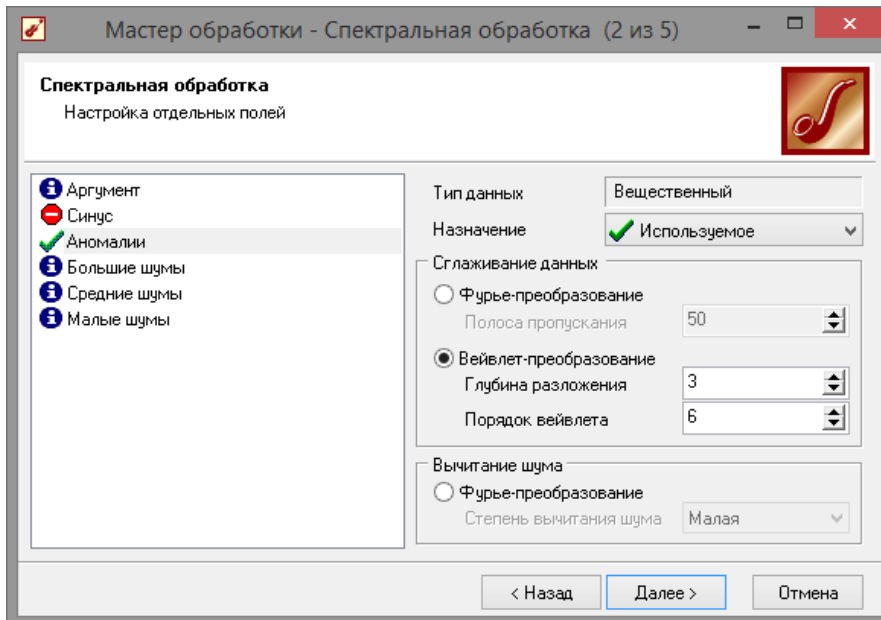 Мастер обработки - Спектральная обработка (2 из 5)
Спектральная обработка
Настройка отдельных полей
Аргумент
Синус
Аномалии
Большие шумы
Средние шумы
Малые шумы
Тип данных Вещественный
Назначение Используемое
Сглаживание данных
Фурье-преобразование
Полоса пропускания 50
Вейвлет-преобразование
Глубина разложения 3
Порядок вейвлета 6
Вычитание шума
Фурье-преобразование
Степень вычитания шума Малая
< Назад Далее > Отмена